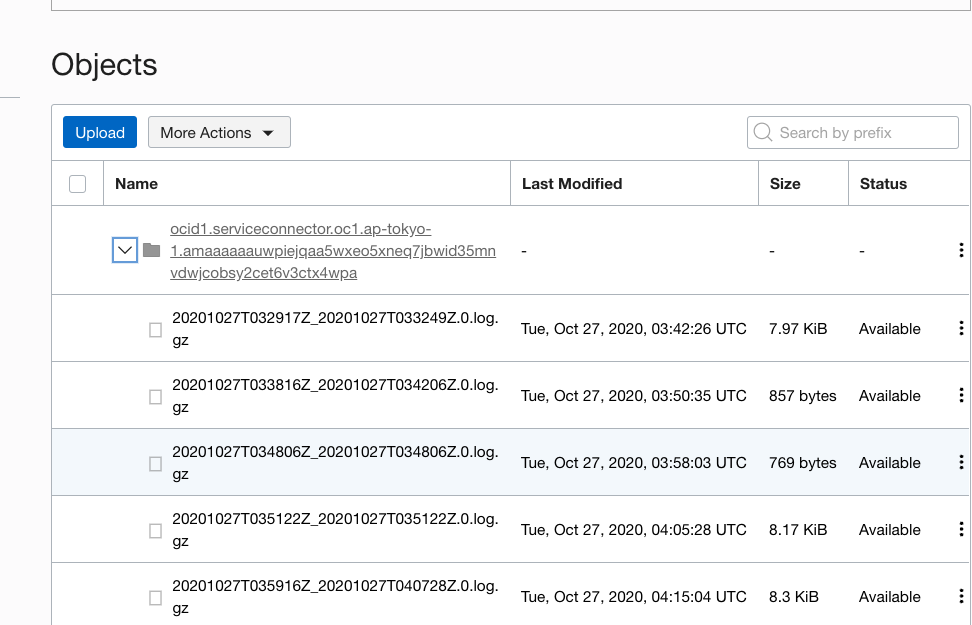 Objects
Upload
More Actions
Search by prefix
Name Last Modified Size Status
ocid1.serviceconnector.oc1.ap-tokyo-
1.amaaaaaauwpiejqaa5wxeo5xneq7jbwid35mn
vdwjcobsy2cet6v3ctx4wpa
- - -
20201027T032917Z_20201027T033249Z.0.log.
gz
Tue, Oct 27, 2020, 03:42:26 UTC 7.97 KiB Available
20201027T033816Z_20201027T034206Z.0.log.
gz
Tue, Oct 27, 2020, 03:50:35 UTC 857 bytes Available
20201027T034806Z_20201027T034806Z.0.log.
gz
Tue, Oct 27, 2020, 03:58:03 UTC 769 bytes Available
20201027T035122Z_20201027T035122Z.0.log.
gz
Tue, Oct 27, 2020, 04:05:28 UTC 8.17 KiB Available
20201027T035916Z_20201027T040728Z.0.log.
gz
Tue, Oct 27, 2020, 04:15:04 UTC 8.3 KiB Available